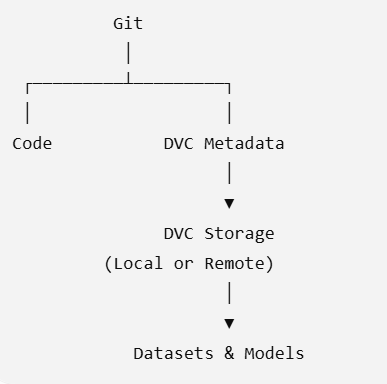 Git
Code DVC Metadata
DVC Storage
(Local or Remote)
Datasets & Models